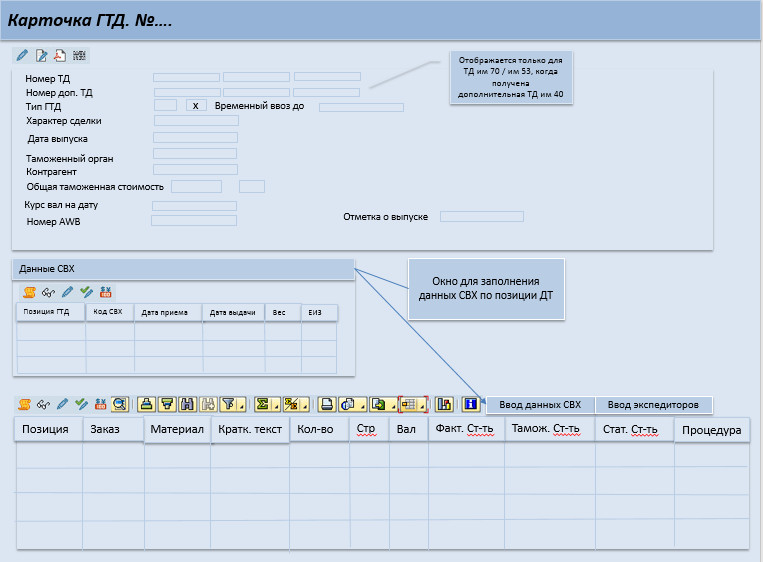 Карточка ГТД. №….
Отображается только для
ТД им 70 / им 53, когда
получена
дополнительная ТД им 40
Номер ТД
Номер доп. ТД
Тип ГТД
X
Временный ввоз до
Характер сделки
Дата выпуска
Таможенный орган
Контрагент
Общая таможенная стоимость
Курс вал на дату
Номер AWB
Отметка о выпуске
Данные СВХ
Окно для заполнения
данных СВХ по позиции ДТ
Позиция ГТД Код СВХ Дата приема Дата выдачи Вес ЕИЗ
Ввод данных СВХ Ввод экспедиторов
Позиция Заказ Материал Кратк. текст Кол-во Стр Вал Факт. Ст-ть Тамож. Ст-ть Стат. Ст-ть Процедура